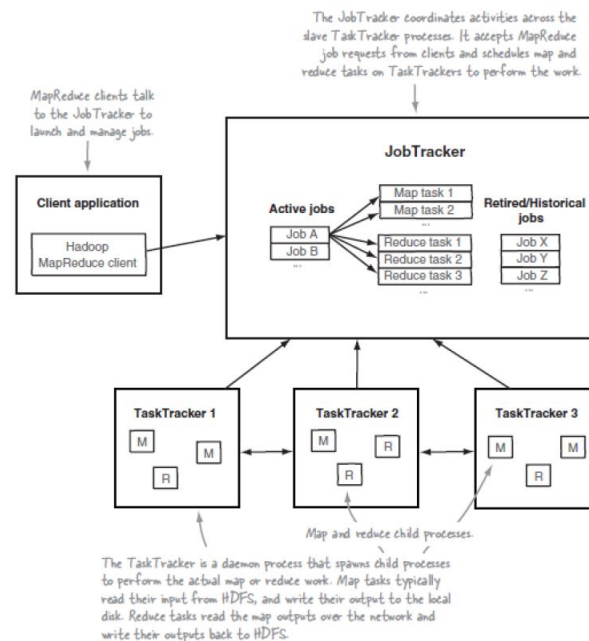 The JobTracker coordinates activities across the
slave TaskTracker processes. It accepts MapReduce
job requests from clients and schedules map and
reduce tasks on TaskTrackers to perform the work.
MapReduce clients talk
to the JobTracker to
launch and manage jobs.
JobTracker
Client application
Hadoop
MapReduce client
Active jobs
Job A
Job B
...
Map task 1
Map task 2
...
Reduce task 1
Reduce task 2
Reduce task 3
...
Retired/Historical
jobs
Job X
Job Y
Job Z
...
TaskTracker 1
M
M
R
TaskTracker 2
M
R
R
TaskTracker 3
M
M
R
Map and reduce child processes.
The TaskTracker is a daemon process that spawns child processes
to perform the actual map or reduce work. Map tasks typically
read their input from HDFS, and write their output to the local
disk. Reduce tasks read the map outputs over the network and
write their outputs back to HDFS.